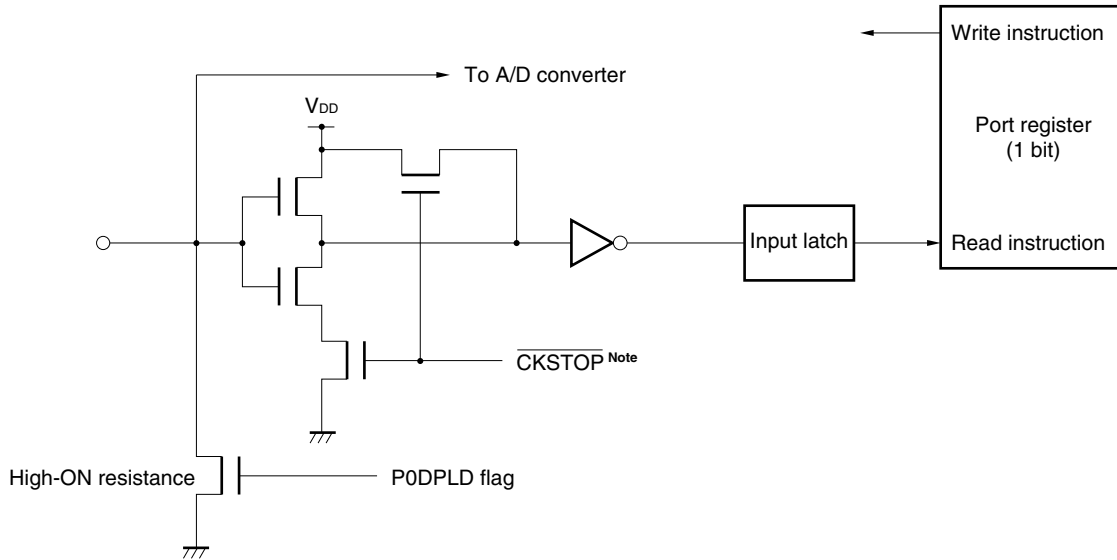 Write instruction
To A/D converter
VDD
Port register
(1 bit)
Input latch
Read instruction
CKSTOP Note
High-ON resistance
P0DPLD flag